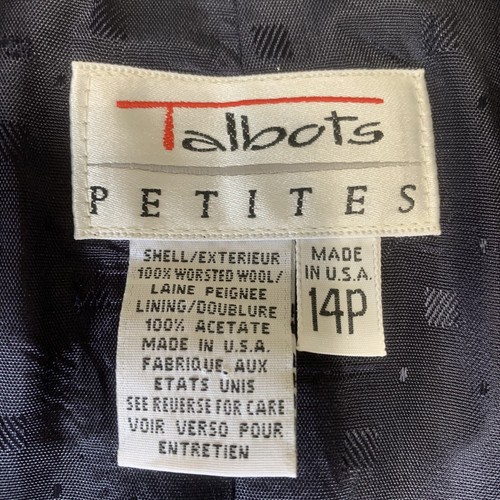 Talbots
PETITES
SHELL/EXTERIEUR
100% WORSTED WOOL/
LAINE PEIGNEE
LINING/DOUBLURE
100% ACETATE
MADE IN U.S.A.
FABRIQUE AUX
ETATS UNIS
SEE REVERSE FOR CARE
VOIR VERSO POUR
ENTRETIEN
MADE
IN U.S.A.
14P